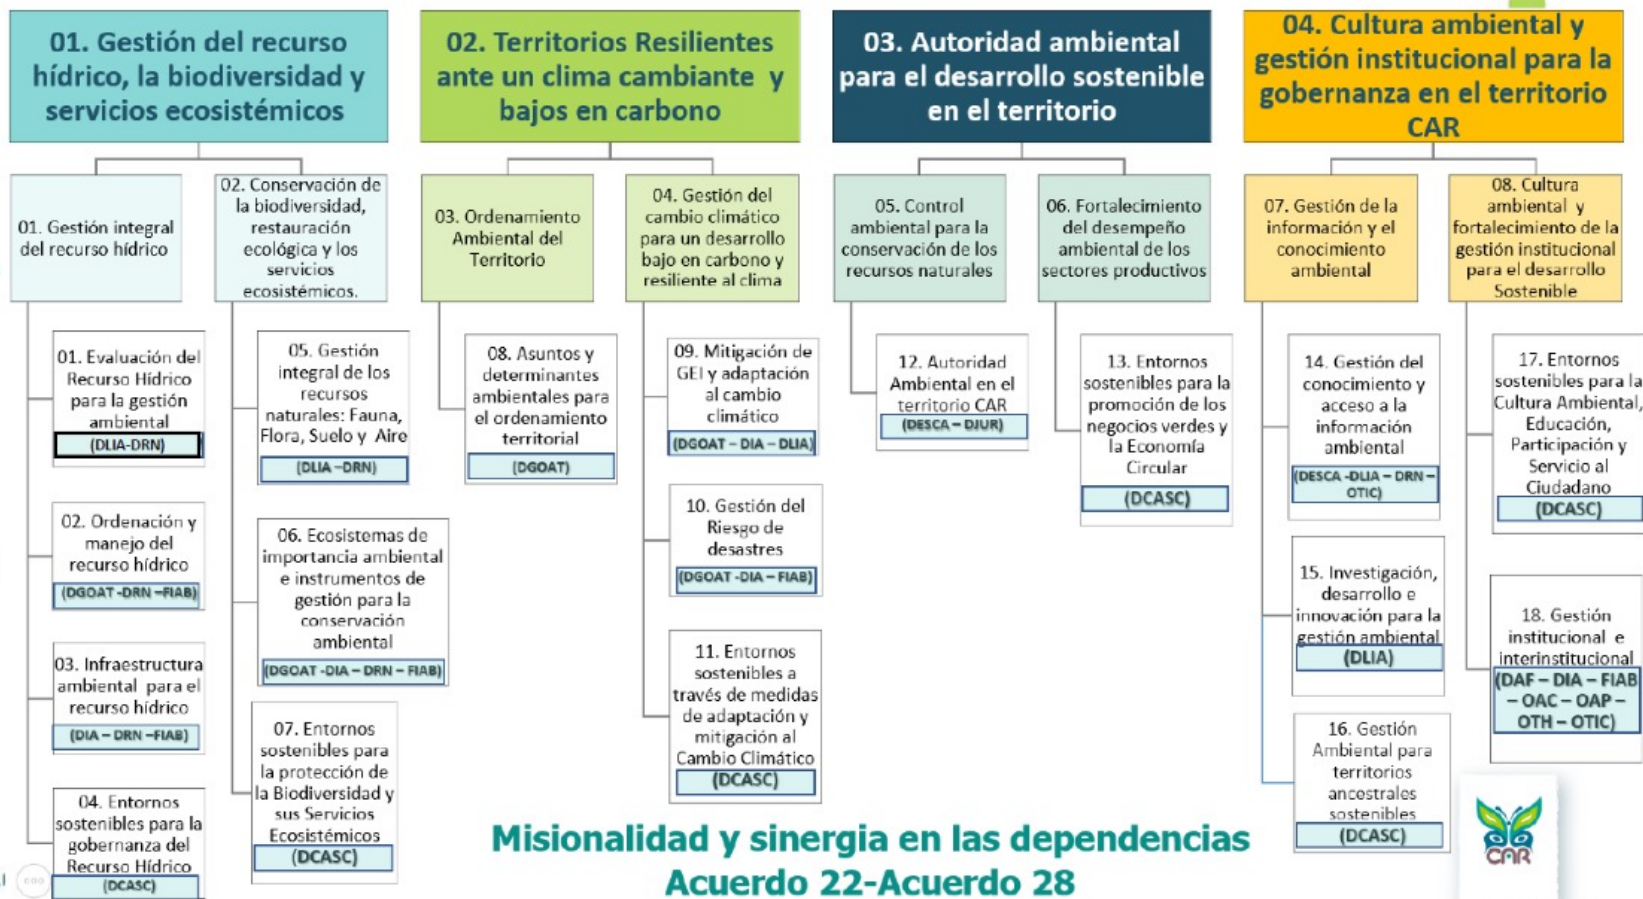 01. Gestión del recurso
hídrico, la biodiversidad y
servicios ecosistémicos
02. Territorios Resilientes
ante un clima cambiante y
bajos en carbono
03. Autoridad ambiental
para el desarrollo sostenible
en el territorio
04. Cultura ambiental y
gestión institucional para la
gobernanza en el territorio
CAR
01. Gestión integral
del recurso hídrico
02. Conservación de
la biodiversidad,
restauración
ecológica y los
servicios
ecosistémicos.
03. Ordenamiento
Ambiental del
Territorio
04. Gestión del
cambio climático
para un desarrollo
bajo en carbono y
resiliente al clima
05. Control
ambiental para la
conservación de los
recursos naturales
06. Fortalecimiento
del desempeño
ambiental de los
sectores productivos
07. Gestión de la
información y el
conocimiento
ambiental
08. Cultura
ambiental y
fortalecimiento de la
gestión institucional
para el desarrollo
Sostenible
01. Evaluación del
Recurso Hídrico
para la gestión
ambiental
(DLIA-DRN)
02. Ordenación y
manejo del
recurso hídrico
(DGOAT -DRN –FIAB)
03. Infraestructura
ambiental para el
recurso hídrico
(DIA – DRN –FIAB)
04. Entornos
sostenibles para la
gobernanza del
Recurso Hídrico
(DCASC)
05. Gestión
integral de los
recursos
naturales: Fauna,
Flora, Suelo y Aire
(DLIA –DRN)
06. Ecosistemas de
importancia ambiental
e instrumentos de
gestión para la
conservación
ambiental
(DGOAT -DIA – DRN – FIAB)
07. Entornos
sostenibles para
la protección de
la Biodiversidad y
sus Servicios
Ecosistémicos
(DCASC)
08. Asuntos y
determinantes
ambientales para
el ordenamiento
territorial
(DGOAT)
09. Mitigación de
GEI y adaptación
al cambio
climático
(DGOAT – DIA – DLIA)
10. Gestión del
Riesgo de
desastres
(DGOAT -DIA – FIAB)
11. Entornos
sostenibles a
través de medidas
de adaptación y
mitigación al
Cambio Climático
(DCASC)
12. Autoridad
Ambiental en el
territorio CAR
(DESCA – DJUR)
13. Entornos
sostenibles para la
promoción de los
negocios verdes y
la Economía
Circular
(DCASC)
14. Gestión del
conocimiento y
acceso a la
información
ambiental
(DESCA -DLIA – DRN –
OTIC)
15. Investigación,
desarrollo e
innovación para la
gestión ambiental
(DLIA)
16. Gestión
Ambiental para
territorios
ancestrales
sostenibles
(DCASC)
17. Entornos
sostenibles para la
Cultura Ambiental,
Educación,
Participación y
Servicio al
Ciudadano
(DCASC)
18. Gestión
institucional e
interinstitucional
(DAF – DIA – FIAB
– OAC – OAP –
OTH – OTIC)
Misionalidad y sinergia en las dependencias
Acuerdo 22-Acuerdo 28
CAR